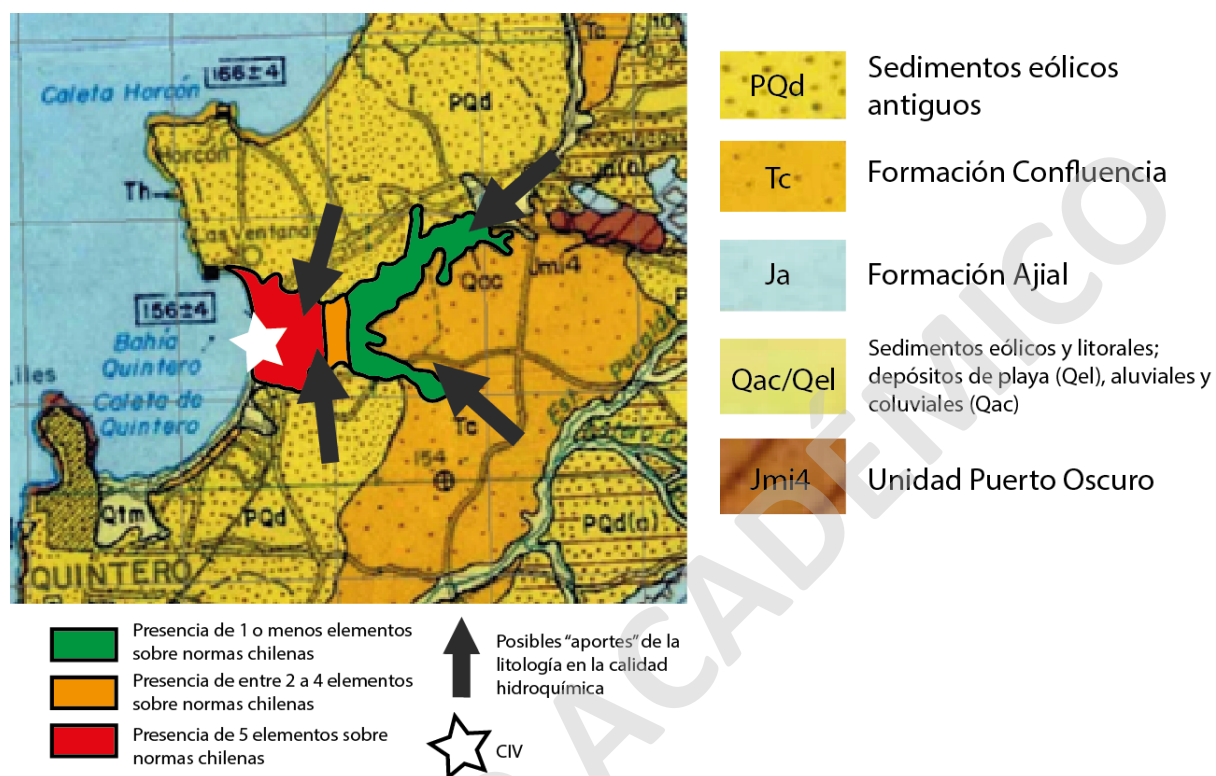 156±4
Caleta Horcón
Horcón
PQd
Tc
Th
Las Ventanas
Qac
Jmi4
156±4
Bahía
Quintero
Caleta de
Quintero
Tc
154
Qtm
PQd
PQd(a)
QUINTERO
PQd
Sedimentos eólicos
antiguos
Tc
Formación Confluencia
Ja
Formación Ajial
Qac/Qel
Sedimentos eólicos y litorales;
depósitos de playa (Qel), aluviales y
coluviales (Qac)
Jmi4
Unidad Puerto Oscuro
Presencia de 1 o menos elementos
sobre normas chilenas
Presencia de entre 2 a 4 elementos
sobre normas chilenas
Presencia de 5 elementos sobre
normas chilenas
Posibles “aportes” de la
litología en la calidad
hidroquímica
CIV
ACADÉMICO